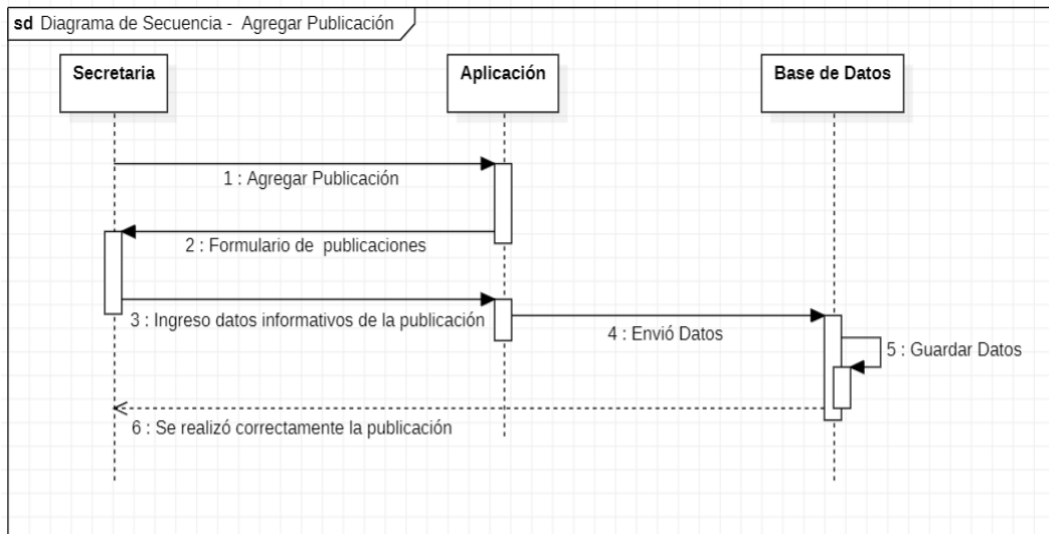 sd Diagrama de Secuencia - Agregar Publicación
Secretaria
Aplicación
Base de Datos
1 : Agregar Publicación
2 : Formulario de publicaciones
3 : Ingreso datos informativos de la publicación
4 : Envió Datos
5 : Guardar Datos
6 : Se realizó correctamente la publicación